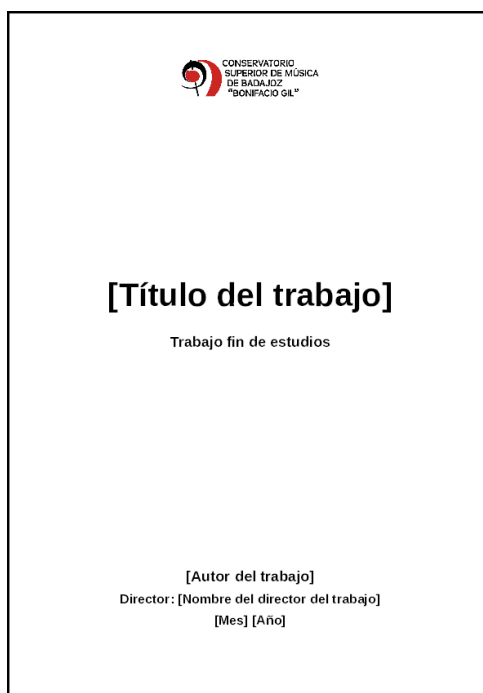 CONSERVATORIO
SUPERIOR DE MÚSICA
DE BADAJOZ
"BONIFACIO GIL"
[Título del trabajo]
Trabajo fin de estudios
[Autor del trabajo]
Director: [Nombre del director del trabajo]
[Mes] [Año]